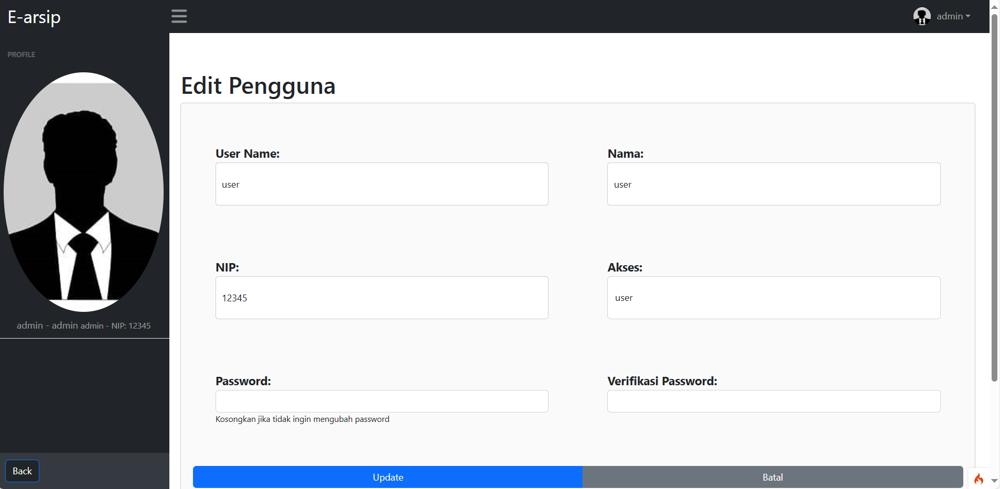 E-arsip
admin
PROFILE
admin - admin admin - NIP: 12345
Back
Edit Pengguna
User Name:
user
Nama:
user
NIP:
12345
Akses:
user
Password:
Kosongkan jika tidak ingin mengubah password
Verifikasi Password:
Update
Batal